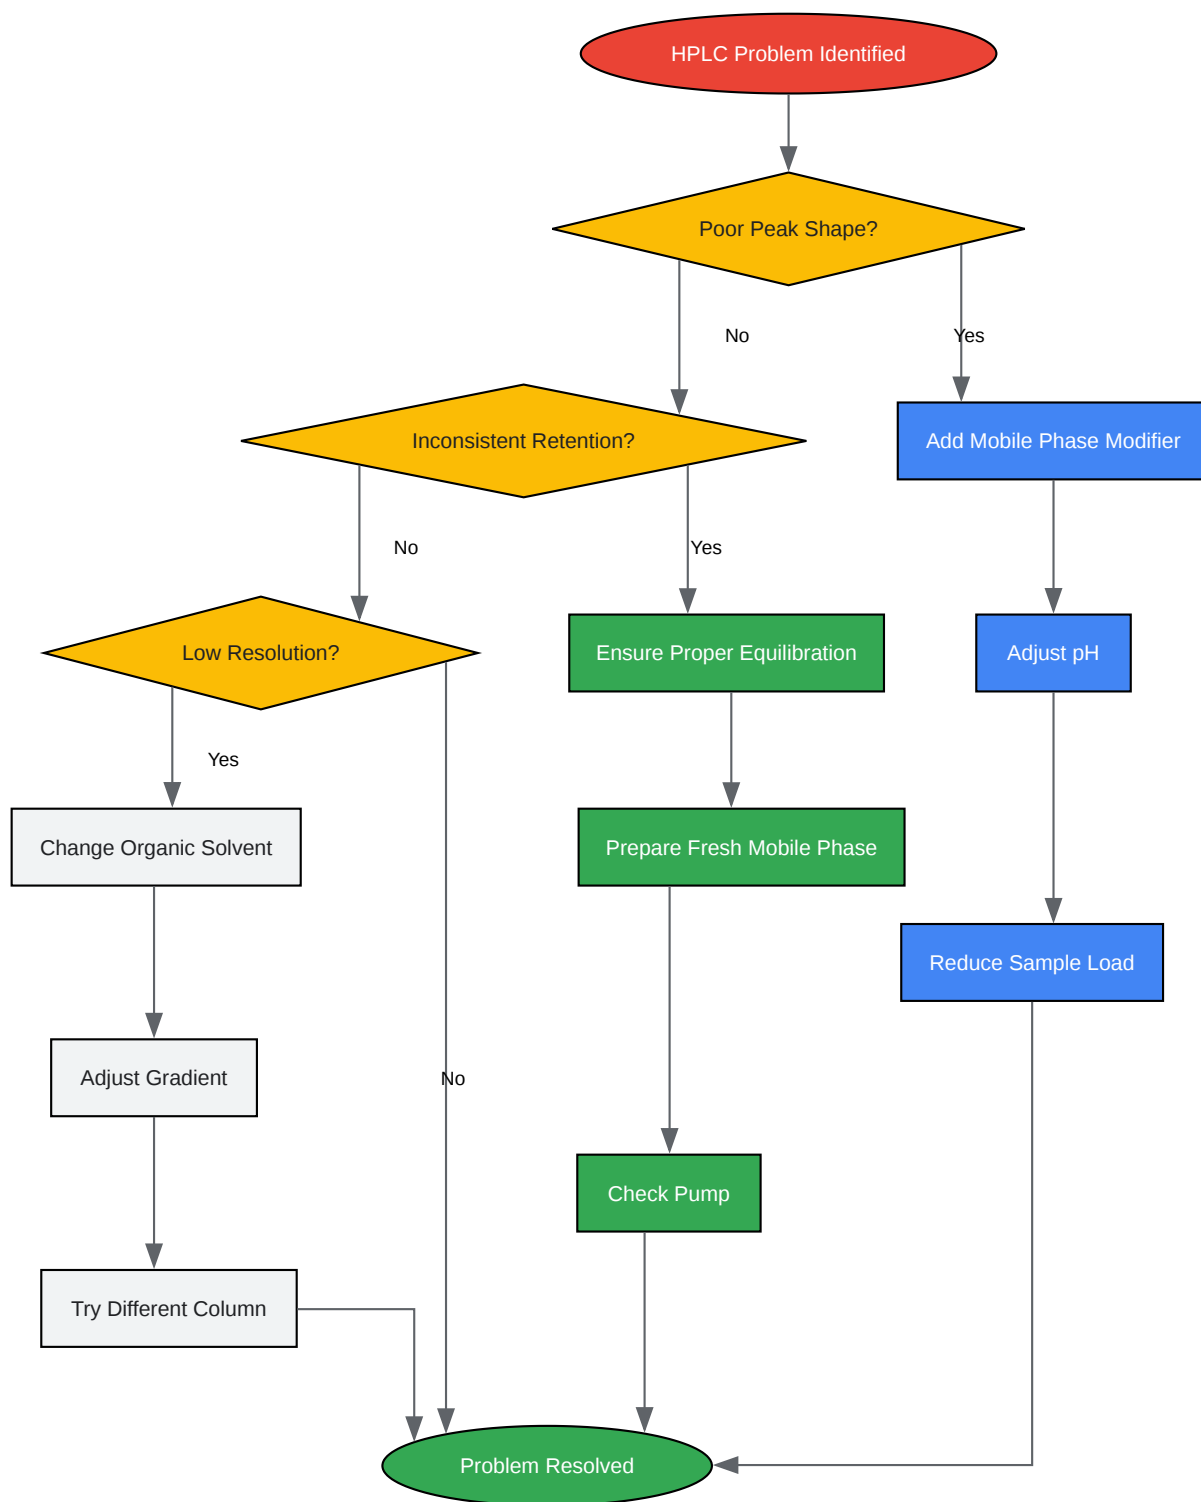 HPLC Problem Identified
Poor Peak Shape?
No
Yes
Inconsistent Retention?
Add Mobile Phase Modifier
No
Yes
Low Resolution?
Ensure Proper Equilibration
Adjust pH
Yes
Change Organic Solvent
Prepare Fresh Mobile Phase
Reduce Sample Load
Adjust Gradient
No
Check Pump
Try Different Column
Problem Resolved